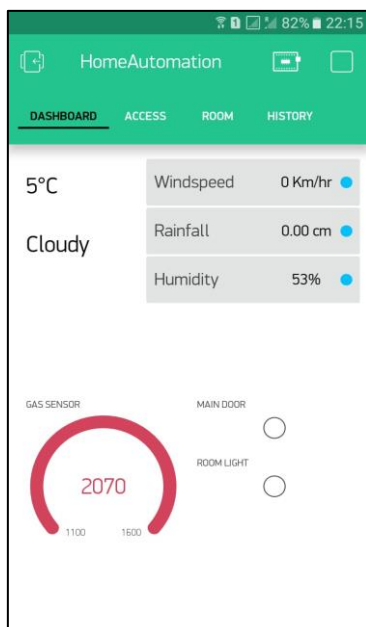 1 82% 22:15
HomeAutomation
DASHBOARD ACCESS ROOM HISTORY
5°C
Cloudy
Windspeed 0 Km/hr
Rainfall 0.00 cm
Humidity 53%
GAS SENSOR
2070
1100 1600
MAIN DOOR
ROOM LIGHT